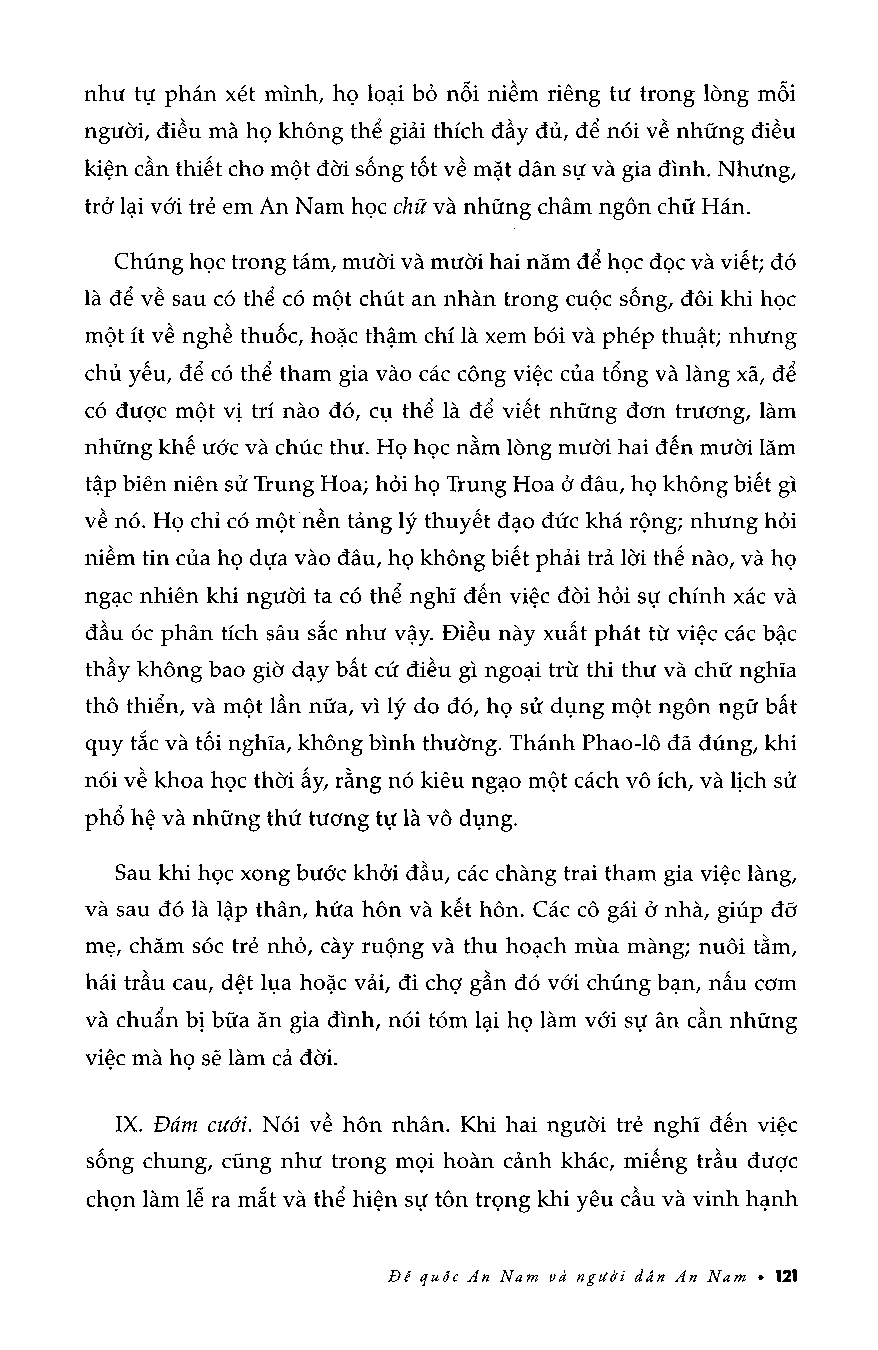 như tự phán xét mình, họ loại bỏ nỗi niềm riêng tư trong lòng mỗi
người, điều mà họ không thể giải thích đầy đủ, để nói về những điều
kiện cần thiết cho một đời sống tốt về mặt dân sự và gia đình. Nhưng,
trở lại với trẻ em An Nam học chữ và những châm ngôn chữ Hán.
Chúng học trong tám, mười và mười hai năm để học đọc và viết; đó
là để về sau có thể có một chút an nhàn trong cuộc sống, đôi khi học
một ít về nghề thuốc, hoặc thậm chí là xem bói và phép thuật; nhưng
chủ yếu, để có thể tham gia vào các công việc của tổng và làng xã, để
có được một vị trí nào đó, cụ thể là để viết những đơn trương, làm
những khế ước và chúc thư. Họ học nằm lòng mười hai đến mười lăm
tập biên niên sử Trung Hoa; hỏi họ Trung Hoa ở đâu, họ không biết gì
về nó. Họ chỉ có một nền tảng lý thuyết đạo đức khá rộng; nhưng hỏi
niềm tin của họ dựa vào đâu, họ không biết phải trả lời thế nào, và họ
ngạc nhiên khi người ta có thể nghĩ đến việc đòi hỏi sự chính xác và
đầu óc phân tích sâu sắc như vậy. Điều này xuất phát từ việc các bậc
thầy không bao giờ dạy bất cứ điều gì ngoại trừ thi thư và chữ nghĩa
thô thiển, và một lần nữa, vì lý do đó, họ sử dụng một ngôn ngữ bất
quy tắc và tối nghĩa, không bình thường. Thánh Phao-lô đã đúng, khi
nói về khoa học thời ấy, rằng nó kiêu ngạo một cách vô ích, và lịch sử
phổ hệ và những thứ tương tự là vô dụng.
Sau khi học xong bước khởi đầu, các chàng trai tham gia việc làng,
và sau đó là lập thân, hứa hôn và kết hôn. Các cô gái ở nhà, giúp đỡ
mẹ, chăm sóc trẻ nhỏ, cày ruộng và thu hoạch mùa màng; nuôi tằm,
hái trầu cau, dệt lụa hoặc vải, đi chợ gần đó với chúng bạn, nấu cơm
và chuẩn bị bữa ăn gia đình, nói tóm lại họ làm với sự ân cần những
việc mà họ sẽ làm cả đời.
IX. Đám cưới. Nói về hôn nhân. Khi hai người trẻ nghĩ đến việc
sống chung, cũng như trong mọi hoàn cảnh khác, miếng trầu được
chọn làm lễ ra mắt và thể hiện sự tôn trọng khi yêu cầu và vinh hạnh
Đế quốc An Nam và người dân An Nam • 121